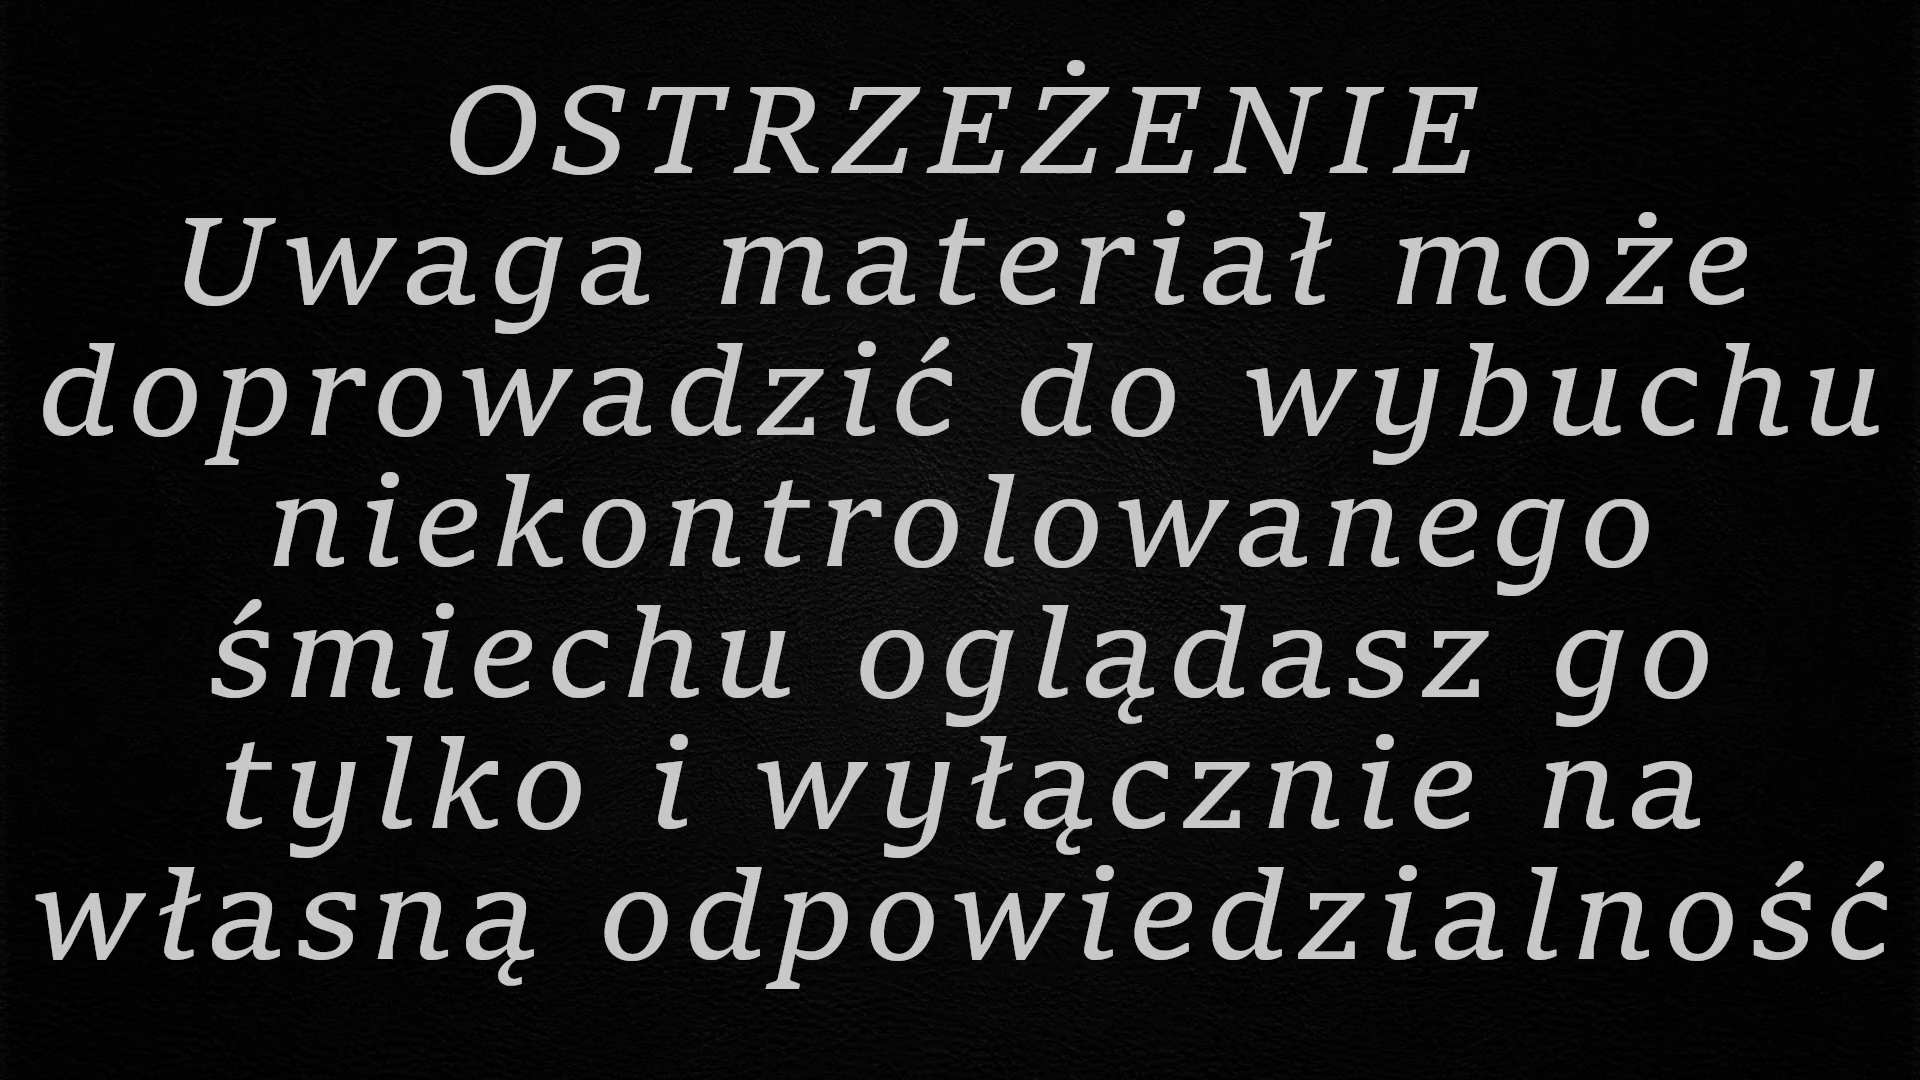 OSTRZEŻENIE
Uwaga materiał może
doprowadzić do wybuchu
niekontrolowanego
śmiechu oglądasz go
tylko i wyłącznie na
własną odpowiedzialność